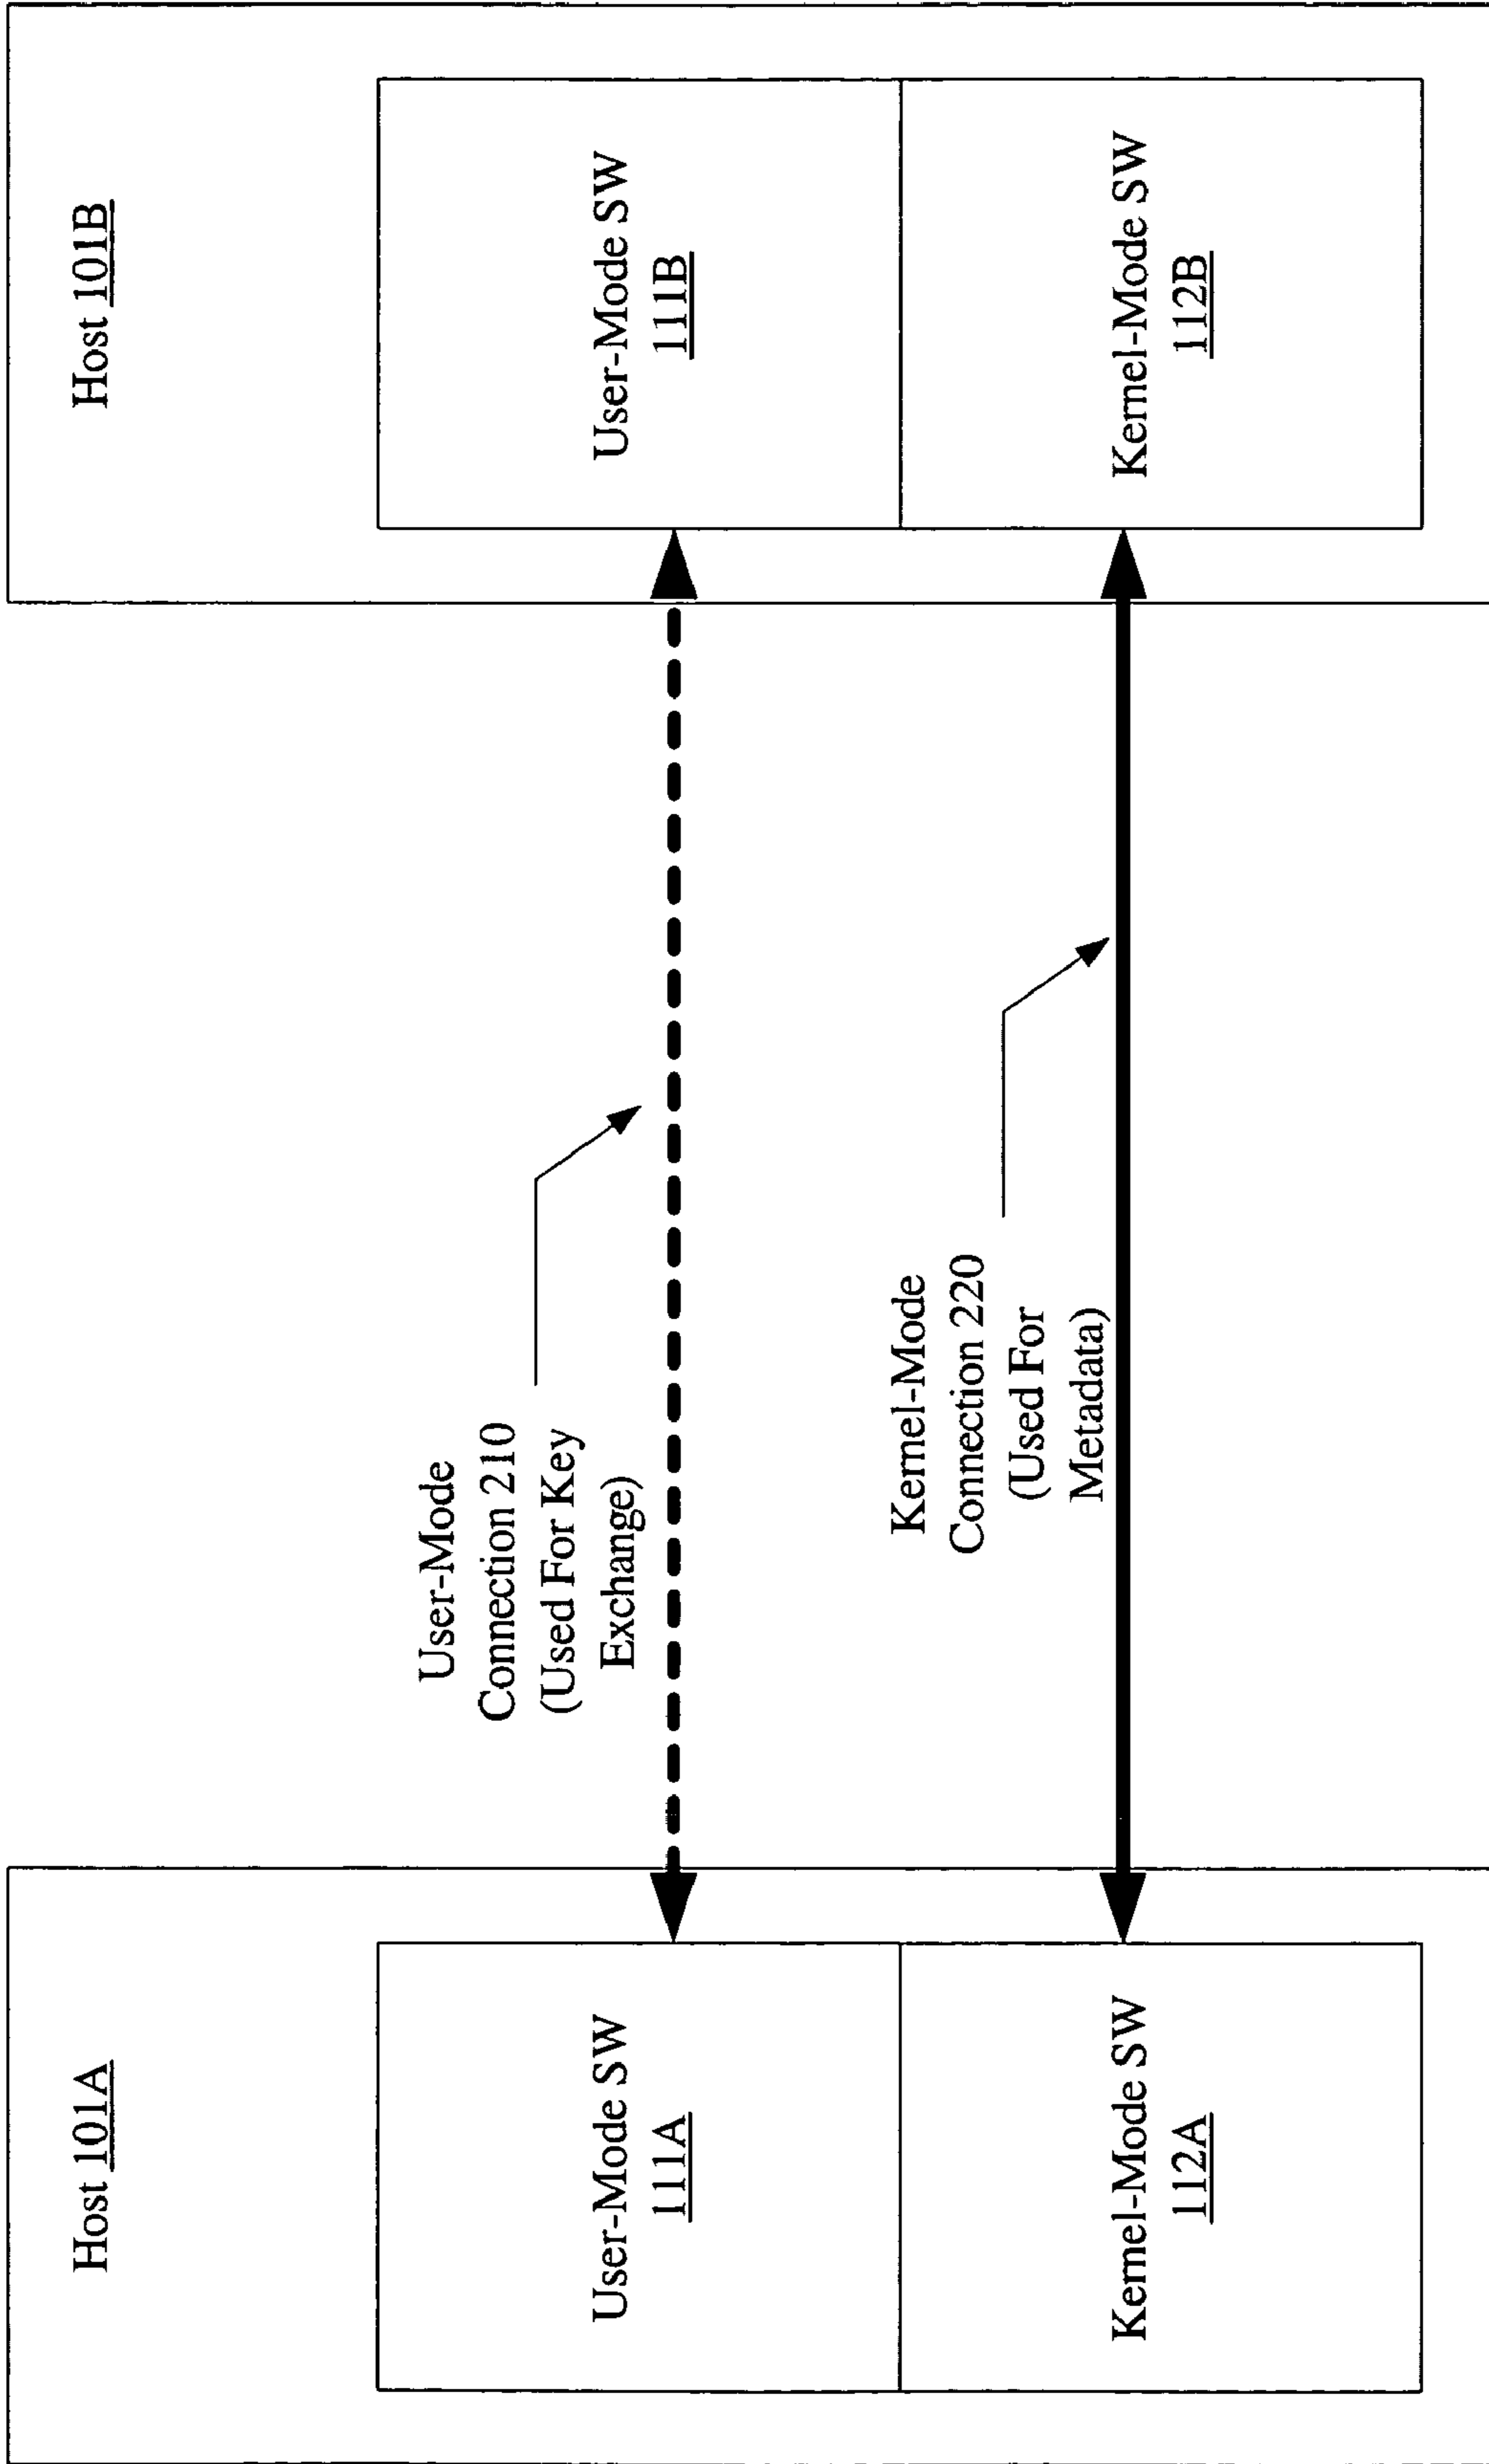 Host 101A
User-Mode SW
111A
Kernel-Mode SW
112A
User-Mode
Connection 210
(Used For Key
Exchange)
Kernel-Mode
Connection 220
(Used For
Metadata)
Host 101B
User-Mode SW
111B
Kernel-Mode SW
112B